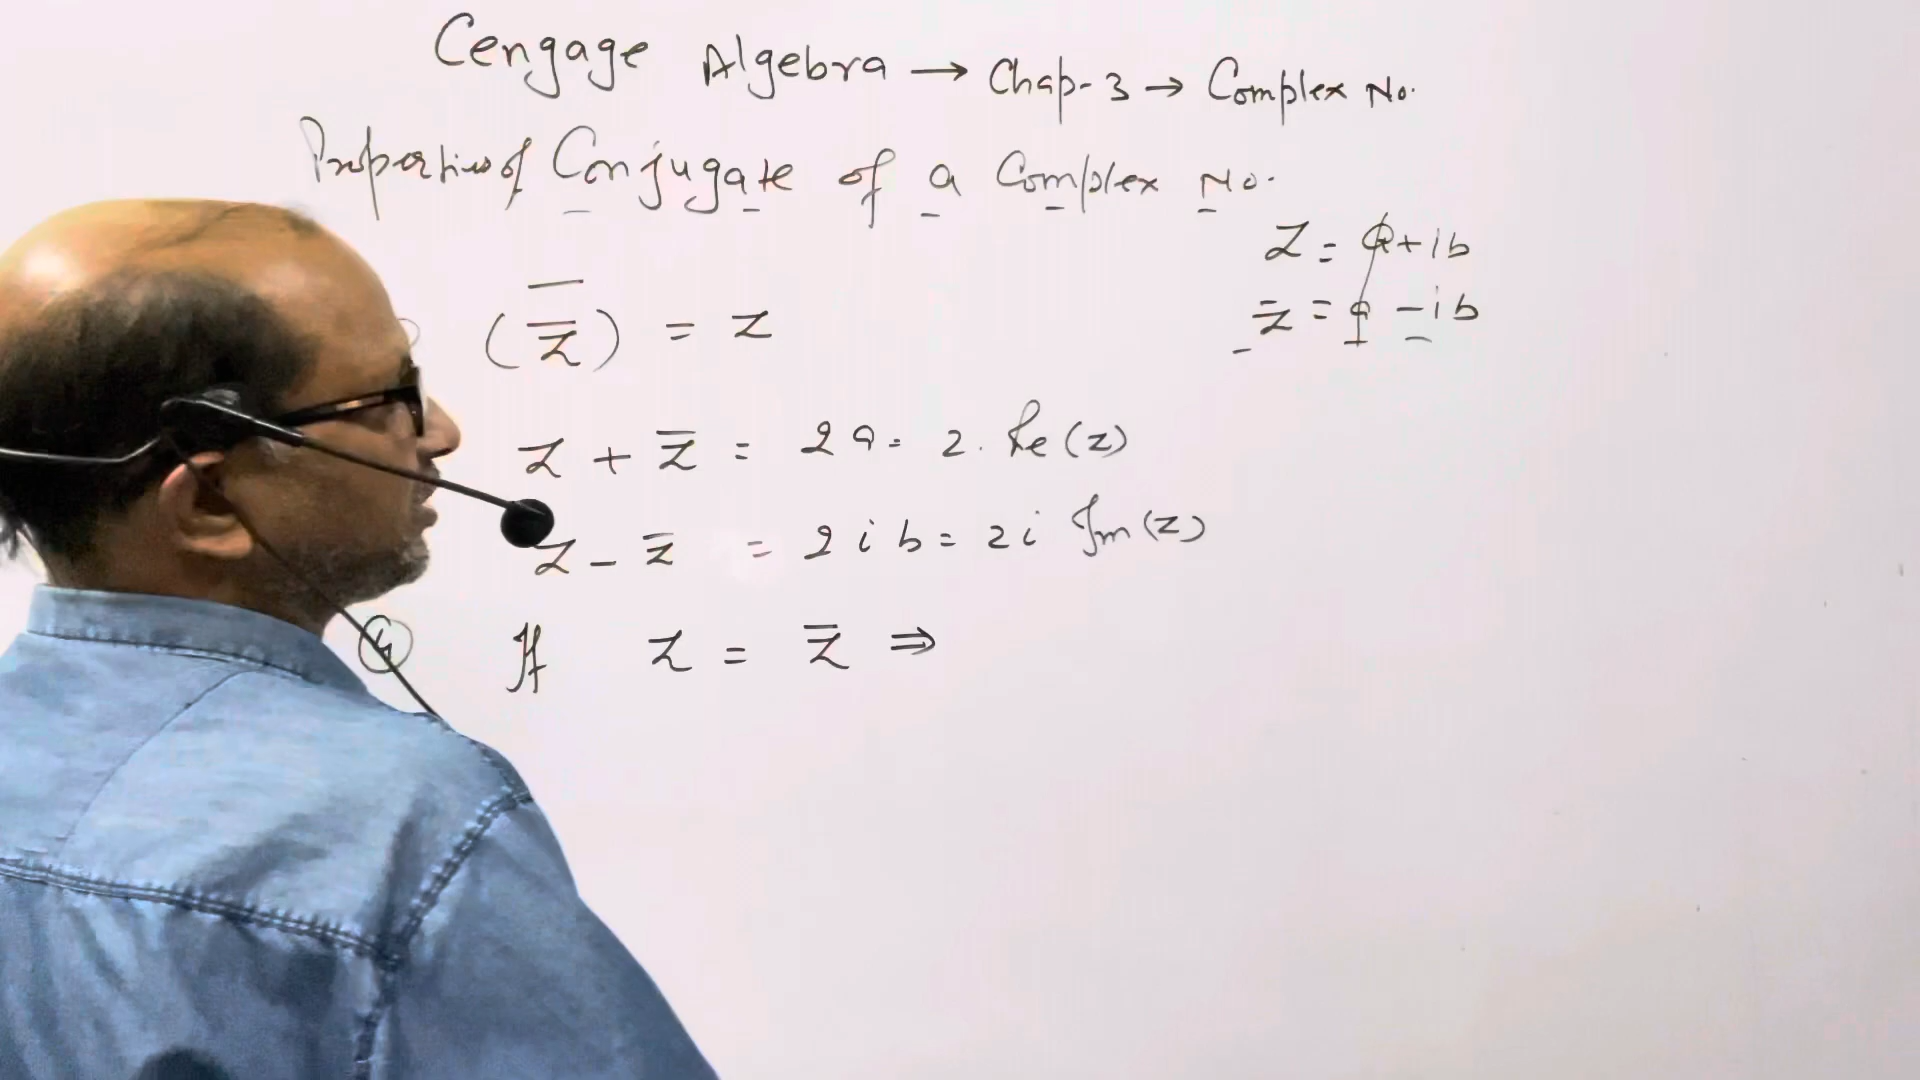 Cengage Algebra → Chap-3 → Complex No.
Properties of Conjugate of a Complex No.
z = a + ib
z̅ = a - ib
(z̿) = z
z + z̅ = 2a = 2. Re(z)
z - z̅ = 2ib = 2i Im(z)
④ If z = z̅ ⇒